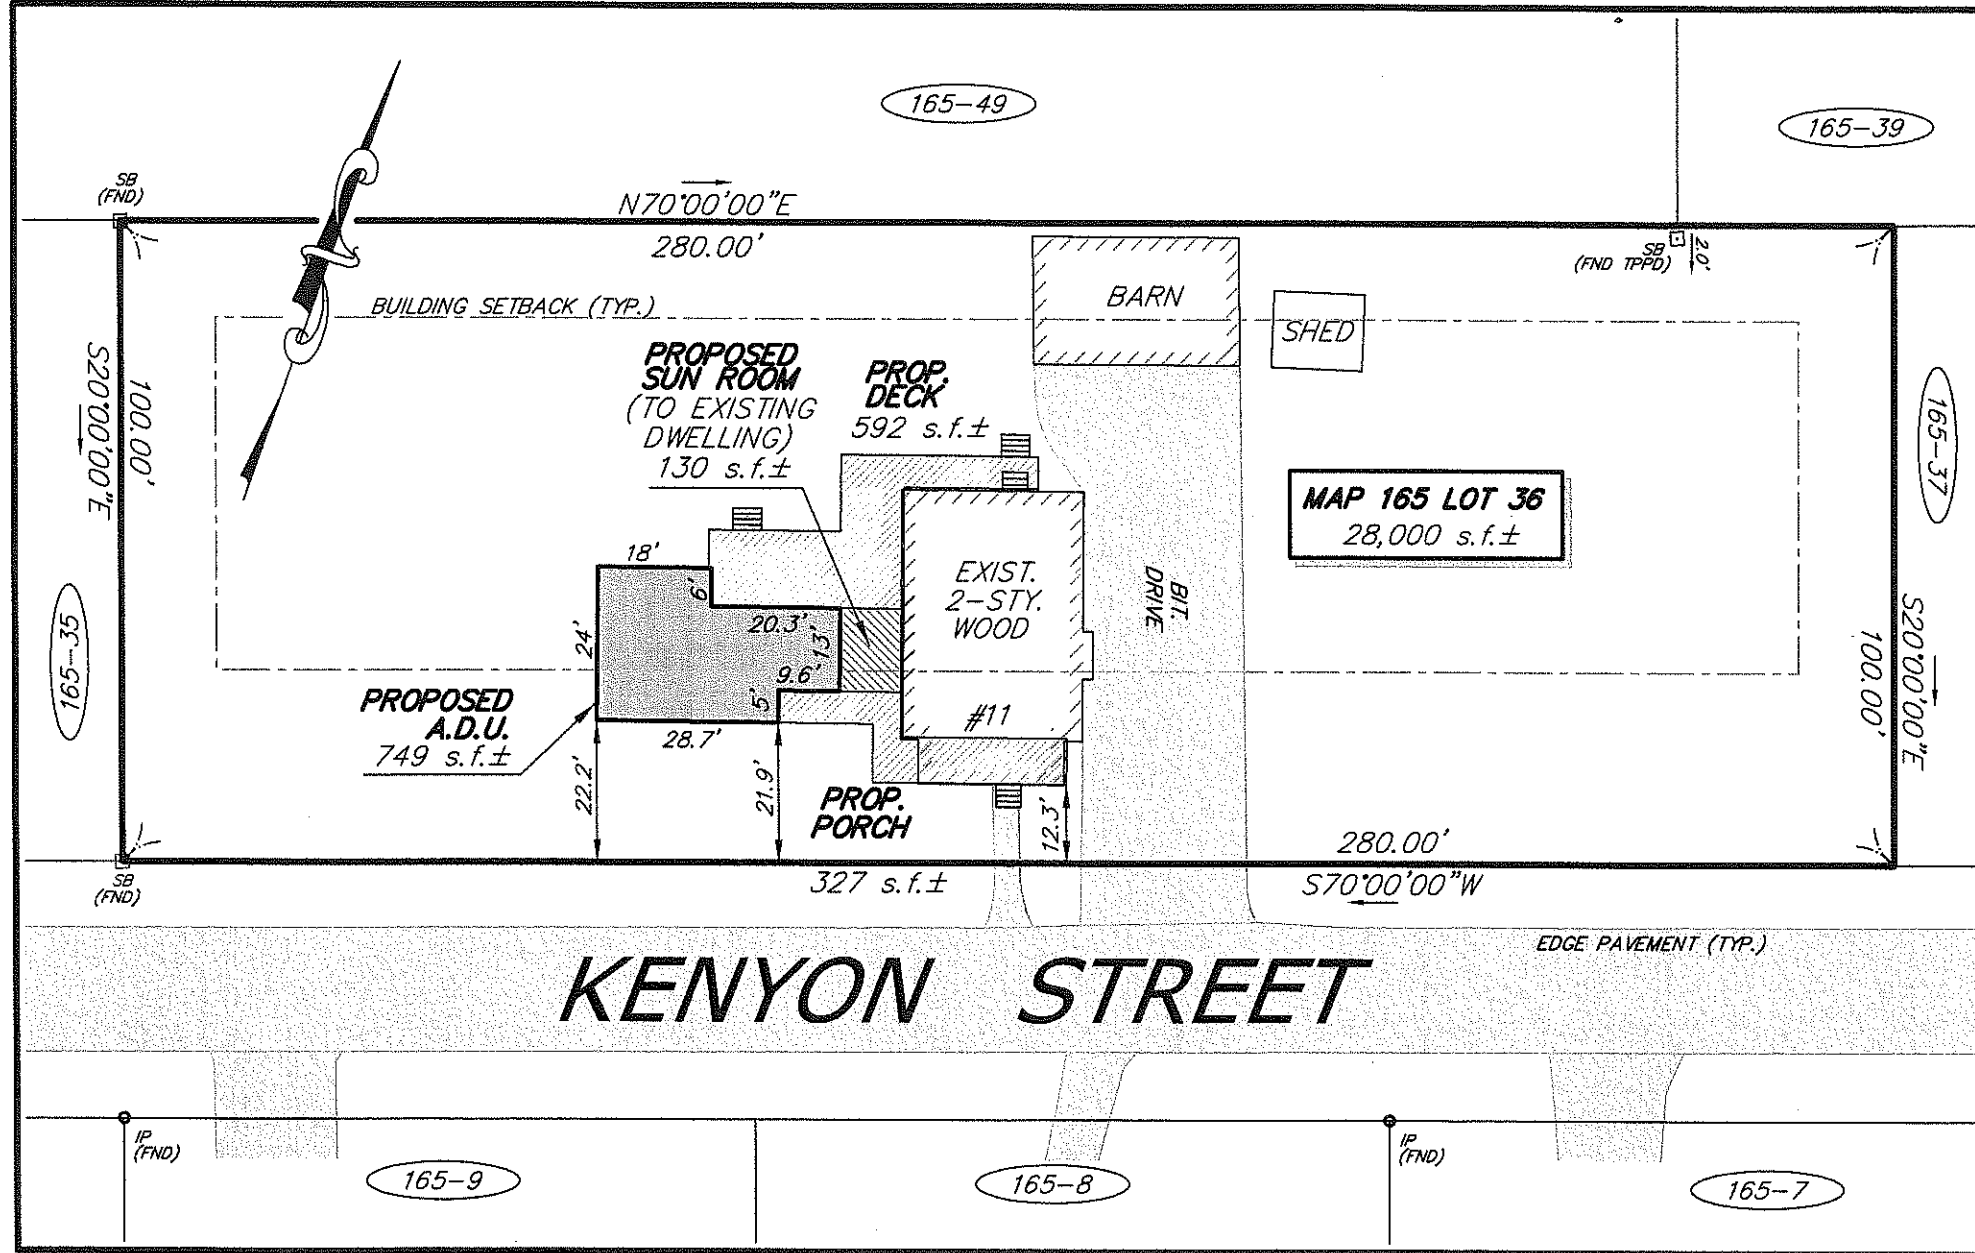 165-49
165-39
SB
(FND)
N70°00'00"E
280.00'
SB
(FND TPPD)
2.0'
BARN
SHED
BUILDING SETBACK (TYP.)
S20°00'00"E
100.00'
PROPOSED
SUN ROOM
(TO EXISTING
DWELLING)
130 s.f.±
PROP.
DECK
592 s.f.±
165-37
MAP 165 LOT 36
28,000 s.f.±
18'
6'
24'
20.3'
13'
9.6'
5'
28.7'
EXIST.
2-STY.
WOOD
#11
BIT.
DRIVE
165-35
PROPOSED
A.D.U.
749 s.f.±
S20°00'00"E
100.00'
22.2'
21.9'
PROP.
PORCH
12.3'
327 s.f.±
280.00'
S70°00'00"W
SB
(FND)
EDGE PAVEMENT (TYP.)
KENYON STREET
IP
(FND)
IP
(FND)
165-9
165-8
165-7